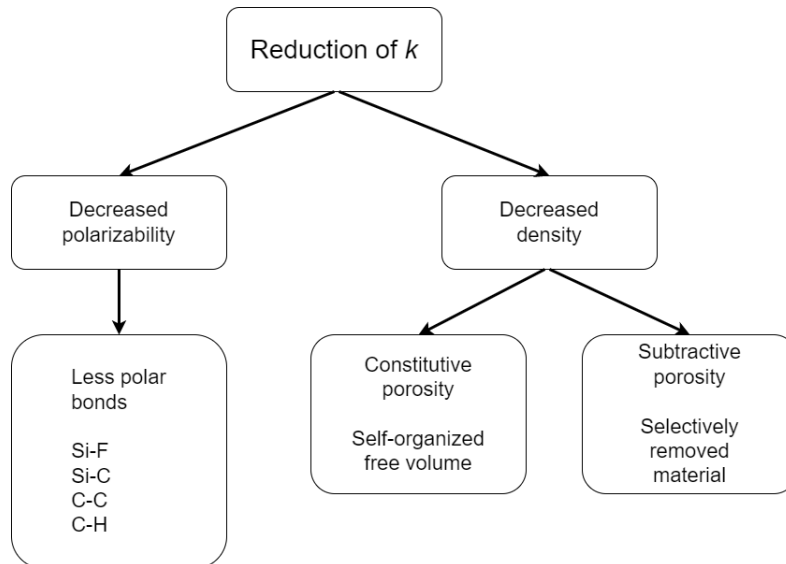 Reduction of k
Decreased
polarizability
Decreased
density
Less polar
bonds
Si-F
Si-C
C-C
C-H
Constitutive
porosity
Self-organized
free volume
Subtractive
porosity
Selectively
removed
material